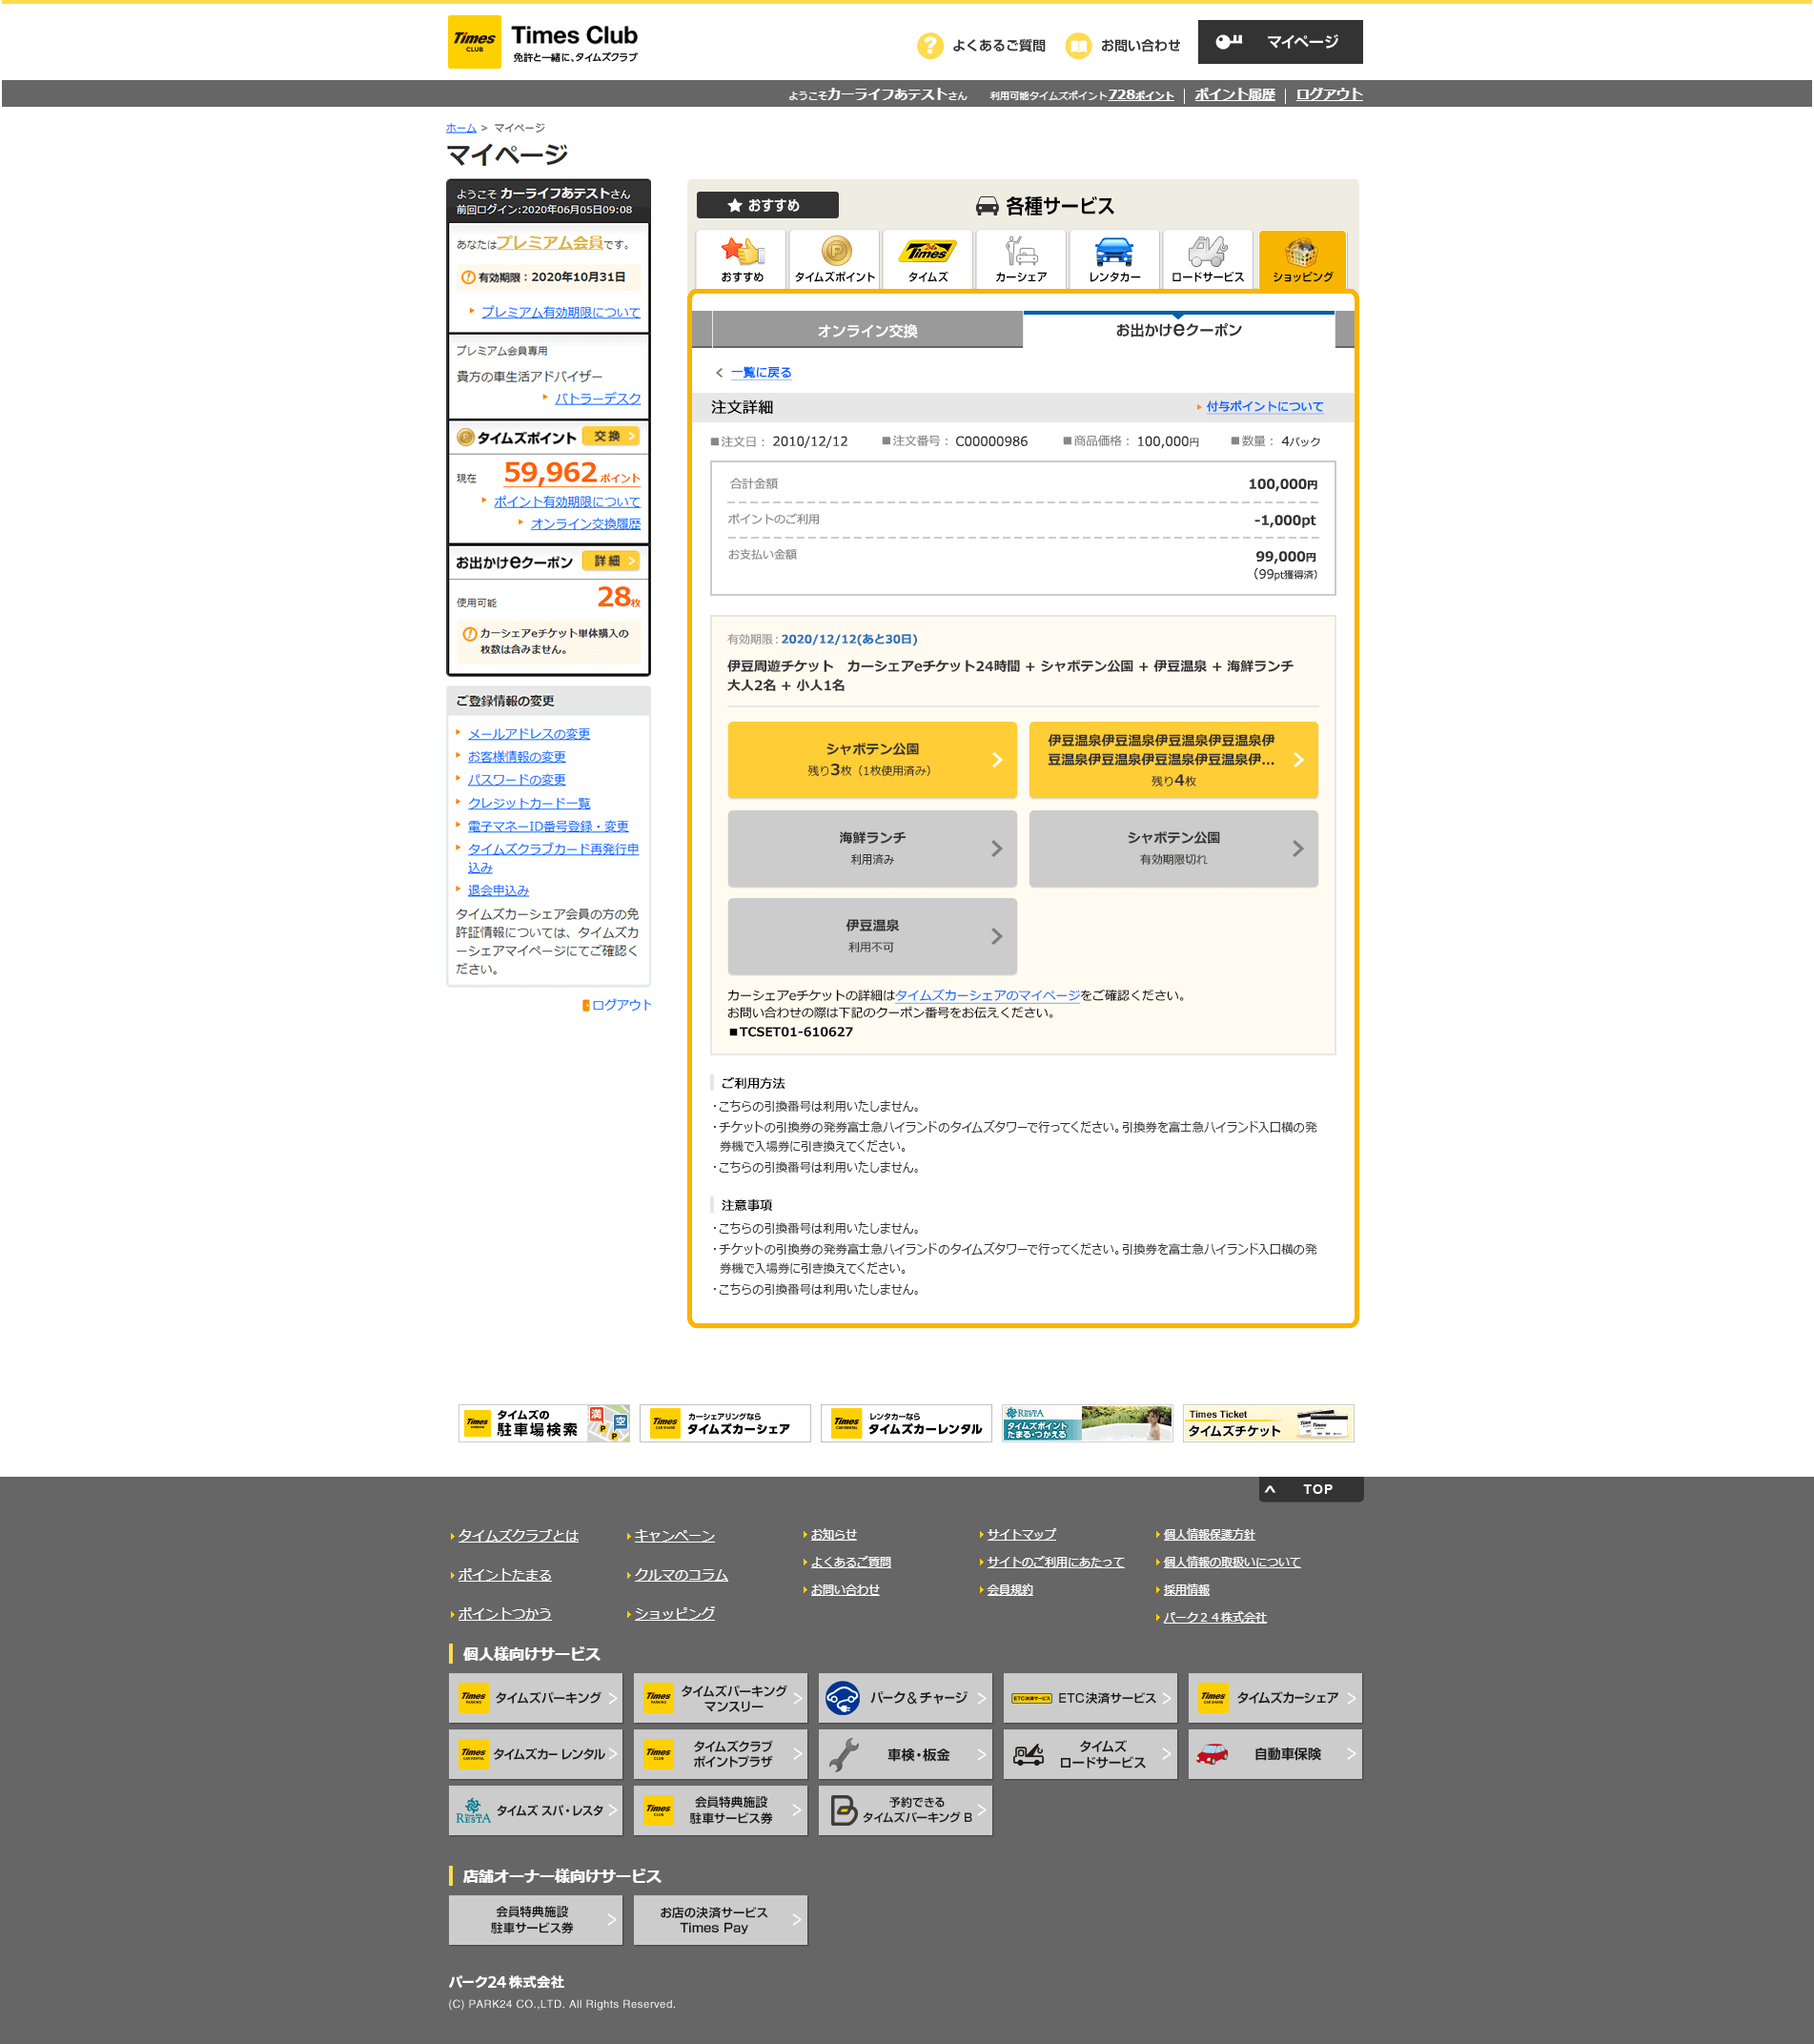 Times CLUB
Times Club
免許と一緒に、タイムズクラブ
よくあるご質問
お問い合わせ
マイページ
ようこそカーライフあテストさん 利用可能タイムズポイント728ポイント ポイント履歴 ログアウト
ホーム > マイページ
マイページ
ようこそ カーライフあテストさん
前回ログイン:2020年06月05日09:08
あなたはプレミアム会員です。
有効期限：2020年10月31日
プレミアム有効期限について
プレミアム会員専用
貴方の車生活アドバイザー
バトラーデスク
タイムズポイント 交換
現在 59,962ポイント
ポイント有効期限について
オンライン交換履歴
お出かけeクーポン 詳細
使用可能 28枚
カーシェアeチケット単体購入の
枚数は含みません。
ご登録情報の変更
メールアドレスの変更
お客様情報の変更
パスワードの変更
クレジットカード一覧
電子マネーID番号登録・変更
タイムズクラブカード再発行申
込み
退会申込み
タイムズカーシェア会員の方の免
許証情報については、タイムズカ
ーシェアマイページにてご確認く
ださい。
ログアウト
おすすめ
各種サービス
おすすめ
タイムズポイント
タイムズ
カーシェア
レンタカー
ロードサービス
ショッピング
オンライン交換
お出かけeクーポン
一覧に戻る
注文詳細 付与ポイントについて
■注文日： 2010/12/12 ■注文番号： C00000986 ■商品価格： 100,000円 ■数量： 4パック
合計金額 100,000円
ポイントのご利用 -1,000pt
お支払い金額 99,000円
（99pt獲得済）
有効期限：2020/12/12(あと30日)
伊豆周遊チケット　カーシェアeチケット24時間 + シャボテン公園 + 伊豆温泉 + 海鮮ランチ
大人2名 + 小人1名
シャボテン公園
残り3枚（1枚使用済み）
伊豆温泉伊豆温泉伊豆温泉伊豆温泉伊
豆温泉伊豆温泉伊豆温泉伊豆温泉伊...
残り4枚
海鮮ランチ
利用済み
シャボテン公園
有効期限切れ
伊豆温泉
利用不可
カーシェアeチケットの詳細はタイムズカーシェアのマイページをご確認ください。
お問い合わせの際は下記のクーポン番号をお伝えください。
■TCSET01-610627
ご利用方法
・こちらの引換番号は利用いたしません。
・チケットの引換券の発券富士急ハイランドのタイムズタワーで行ってください。引換券を富士急ハイランド入口横の発
券機で入場券に引き換えてください。
・こちらの引換番号は利用いたしません。
注意事項
・こちらの引換番号は利用いたしません。
・チケットの引換券の発券富士急ハイランドのタイムズタワーで行ってください。引換券を富士急ハイランド入口横の発
券機で入場券に引き換えてください。
・こちらの引換番号は利用いたしません。
タイムズの
駐車場検索
満 空 P P
カーシェアリングなら
タイムズカーシェア
レンタカーなら
タイムズカーレンタル
RESTA
タイムズポイント
たまる・つかえる
Times Ticket
タイムズチケット
TOP
タイムズクラブとは
ポイントたまる
ポイントつかう
キャンペーン
クルマのコラム
ショッピング
お知らせ
よくあるご質問
お問い合わせ
サイトマップ
サイトのご利用にあたって
会員規約
個人情報保護方針
個人情報の取扱いについて
採用情報
パーク２４株式会社
個人様向けサービス
Times タイムズパーキング
Times タイムズパーキング
マンスリー
パーク＆チャージ
ETC決済サービス ETC決済サービス
Times タイムズカーシェア
Times タイムズカー レンタル
Times タイムズクラブ
ポイントプラザ
車検・板金
タイムズ
ロードサービス
自動車保険
RESTA タイムズ スパ・レスタ
Times 会員特典施設
駐車サービス券
予約できる
タイムズパーキング B
店舗オーナー様向けサービス
会員特典施設
駐車サービス券
お店の決済サービス
Times Pay
パーク24 株式会社
(C) PARK24 CO.,LTD. All Rights Reserved.